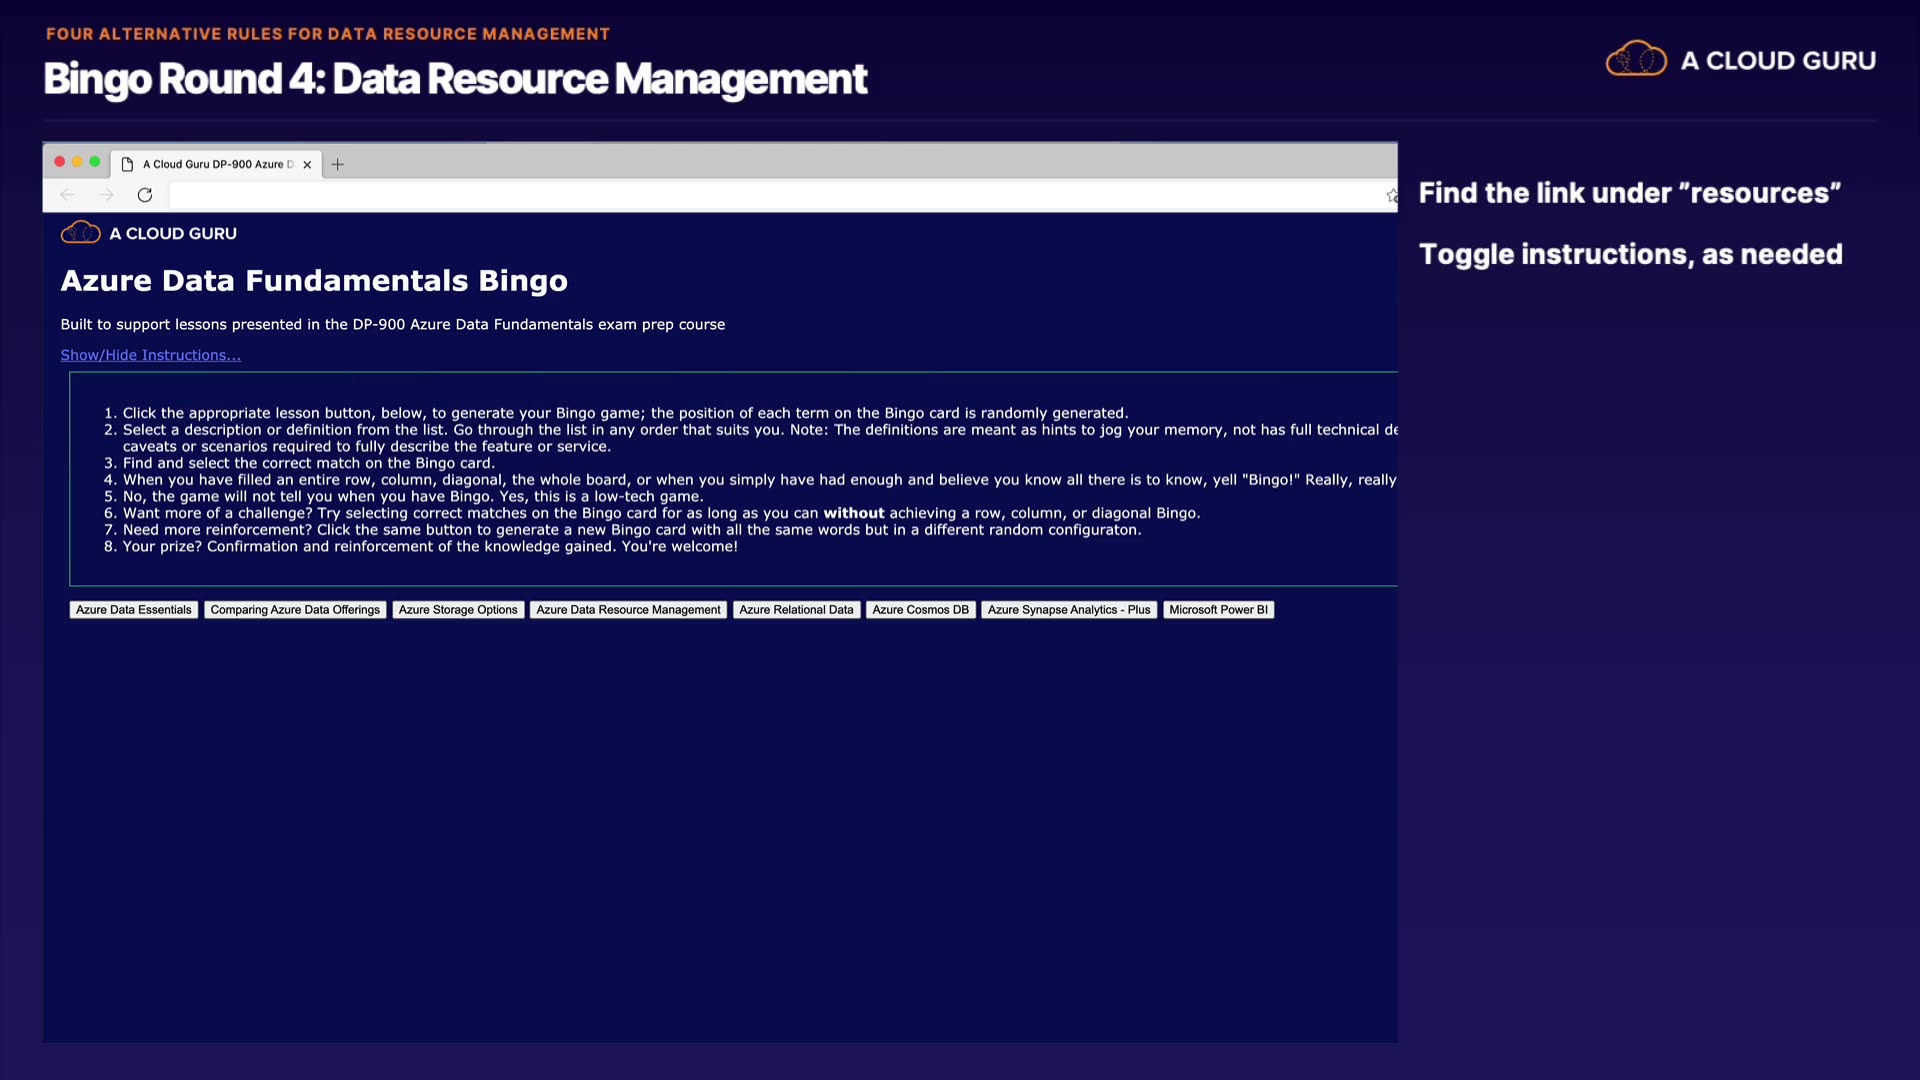 FOUR ALTERNATIVE RULES FOR DATA RESOURCE MANAGEMENT
Bingo Round 4: Data Resource Management
A CLOUD GURU
A Cloud Guru DP-900 Azure D
A CLOUD GURU
Azure Data Fundamentals Bingo
Built to support lessons presented in the DP-900 Azure Data Fundamentals exam prep course
Show/Hide Instructions...
1. Click the appropriate lesson button, below, to generate your Bingo game; the position of each term on the Bingo card is randomly generated.
2. Select a description or definition from the list. Go through the list in any order that suits you. Note: The definitions are meant as hints to jog your memory, not has full technical de
caveats or scenarios required to fully describe the feature or service.
3. Find and select the correct match on the Bingo card.
4. When you have filled an entire row, column, diagonal, the whole board, or when you simply have had enough and believe you know all there is to know, yell "Bingo!" Really, really
5. No, the game will not tell you when you have Bingo. Yes, this is a low-tech game.
6. Want more of a challenge? Try selecting correct matches on the Bingo card for as long as you can without achieving a row, column, or diagonal Bingo.
7. Need more reinforcement? Click the same button to generate a new Bingo card with all the same words but in a different random configuraton.
8. Your prize? Confirmation and reinforcement of the knowledge gained. You're welcome!
Azure Data Essentials Comparing Azure Data Offerings Azure Storage Options Azure Data Resource Management Azure Relational Data Azure Cosmos DB Azure Synapse Analytics - Plus Microsoft Power BI
Find the link under "resources"
Toggle instructions, as needed